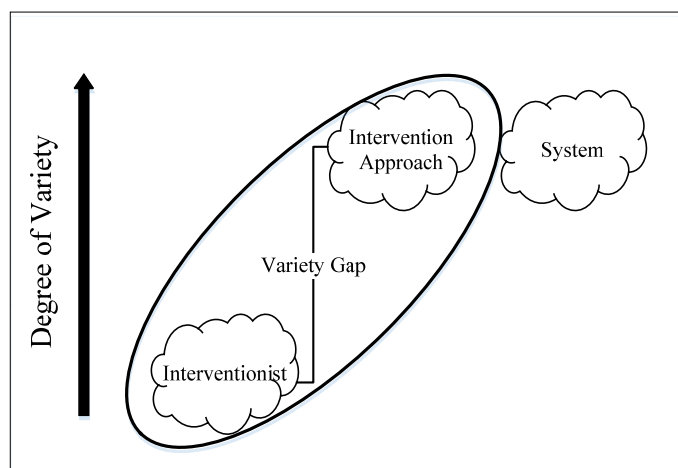 Degree of Variety
Intervention
Approach
System
Variety Gap
Interventionist